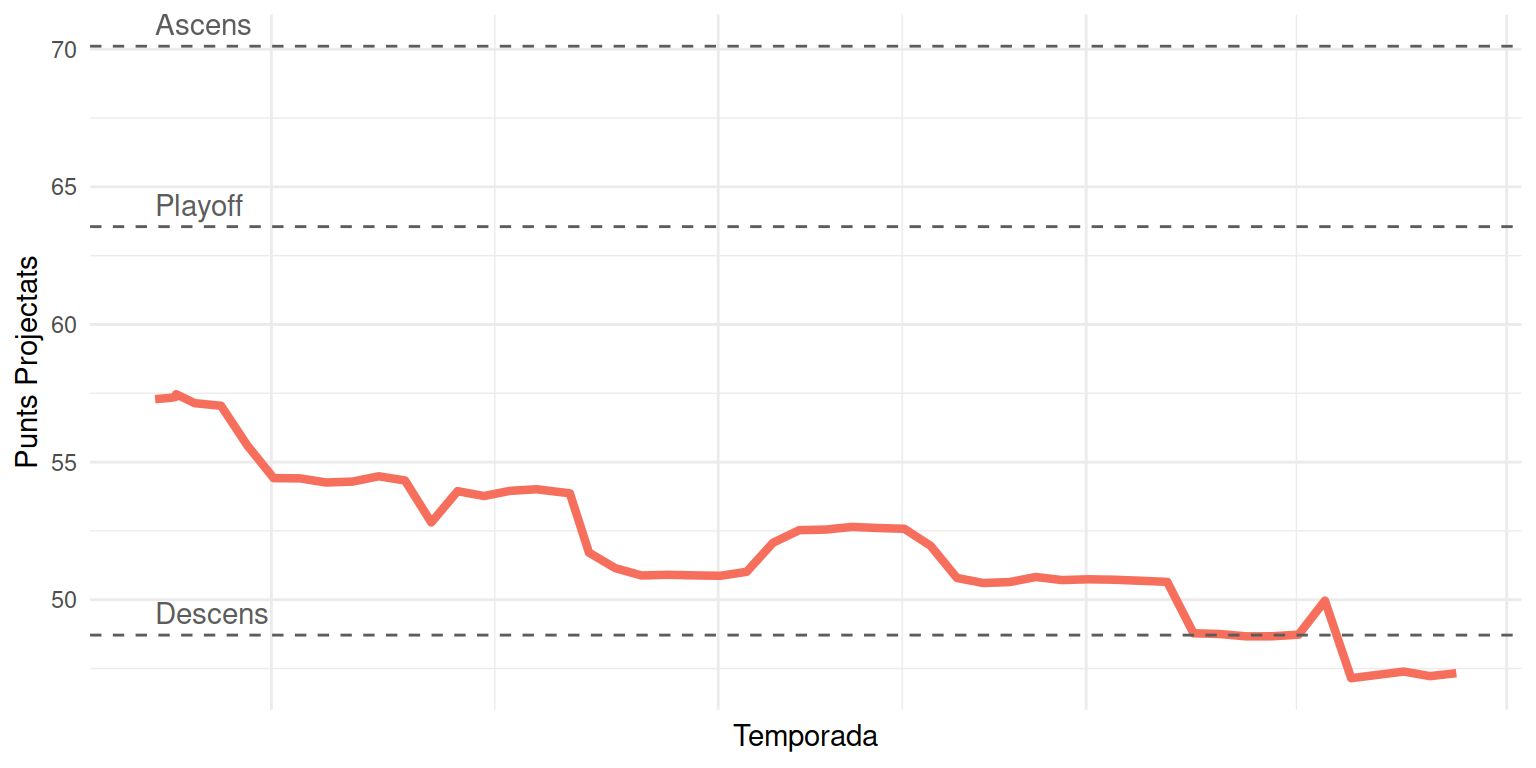 Ascens
70
65
Playoff
60
55
50
Descens
Punts Projectats
Temporada